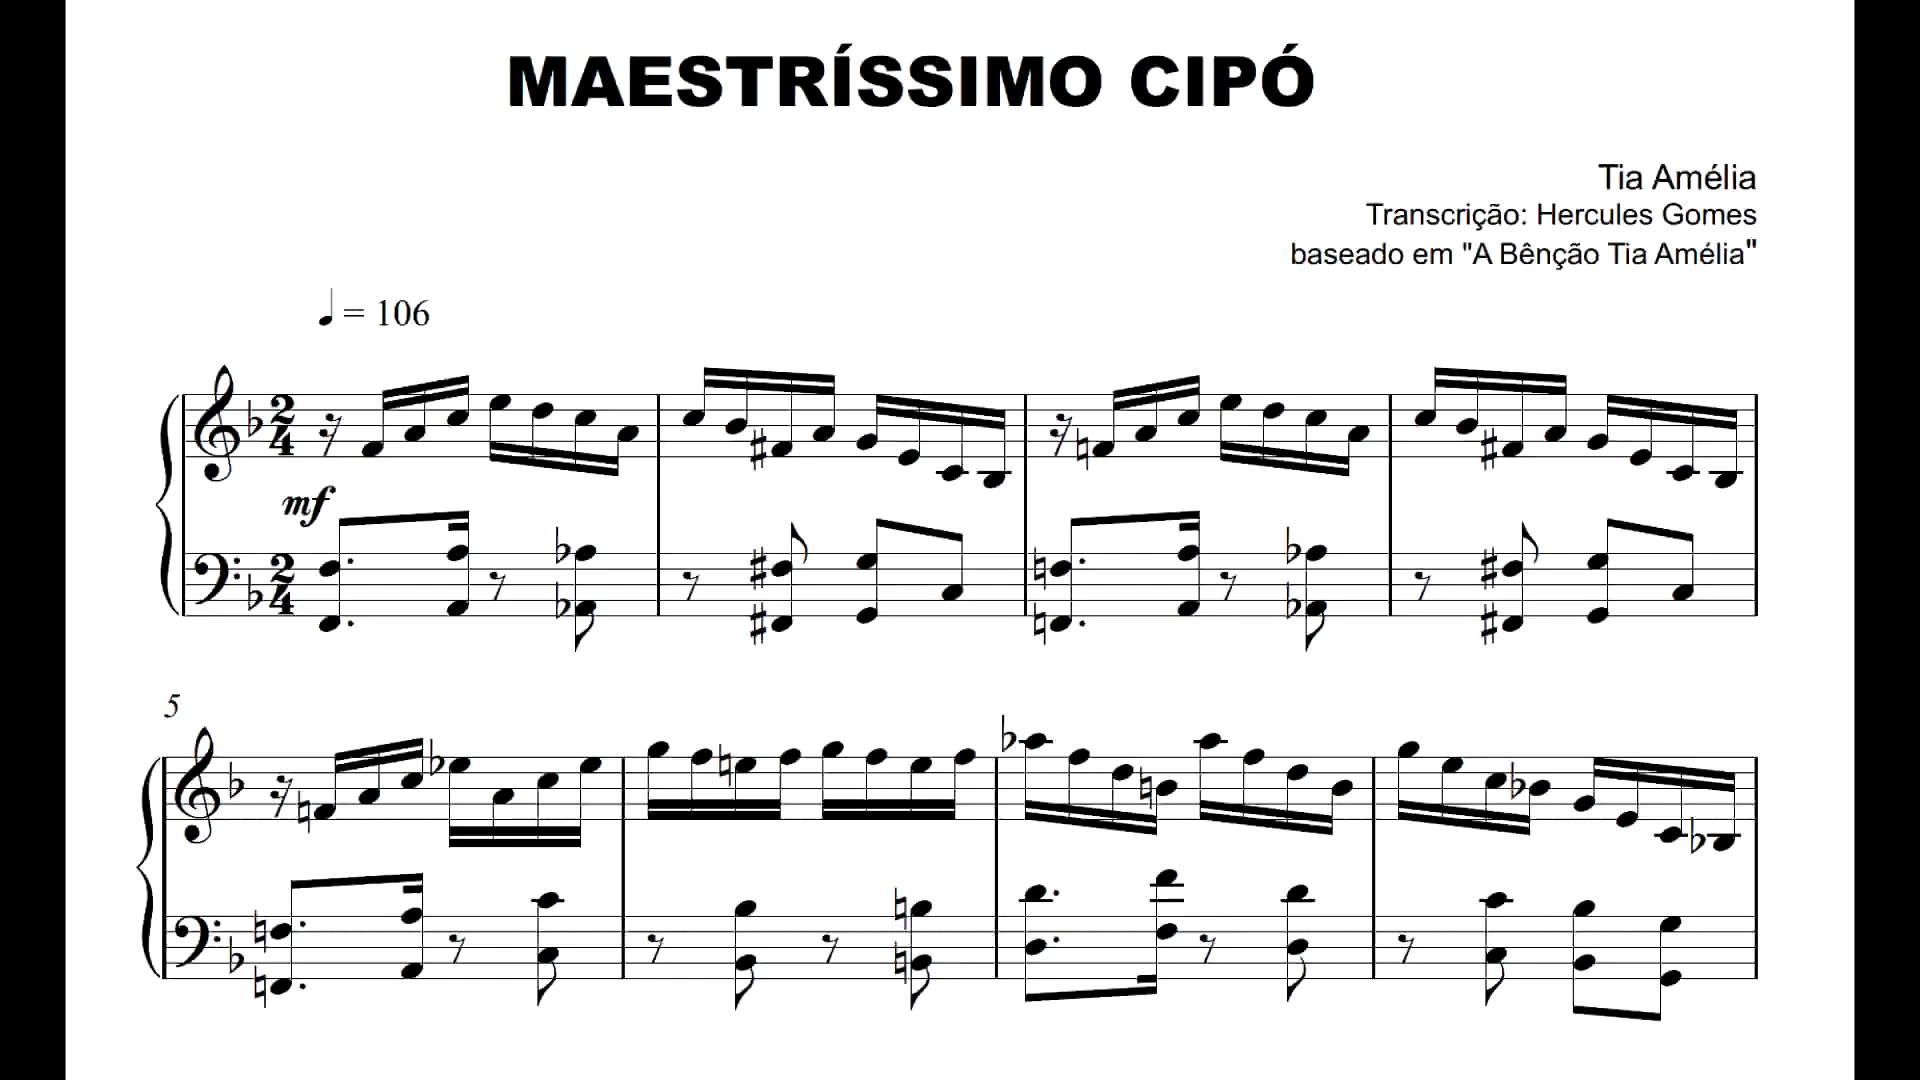 MAESTRÍSSIMO CIPÓ
Tia Amélia
Transcrição: Hercules Gomes
baseado em "A Bênção Tia Amélia"
♩ = 106
2
4
mf
2
4
5